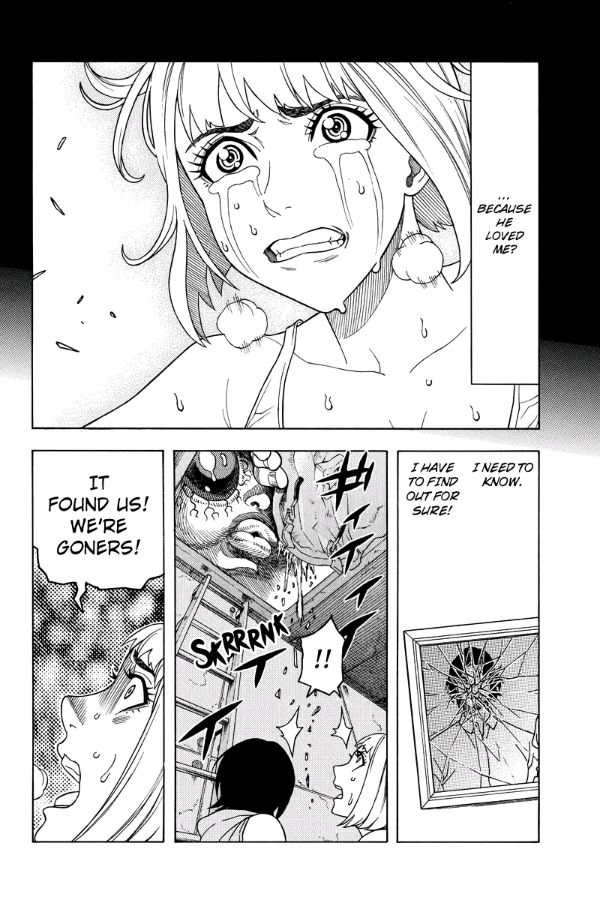 ...
BECAUSE
HE
LOVED
ME?
I NEED TO
KNOW.
I HAVE
TO FIND
OUT FOR
SURE!
SKRRRNK
!!
IT
FOUND US!
WE'RE
GONERS!